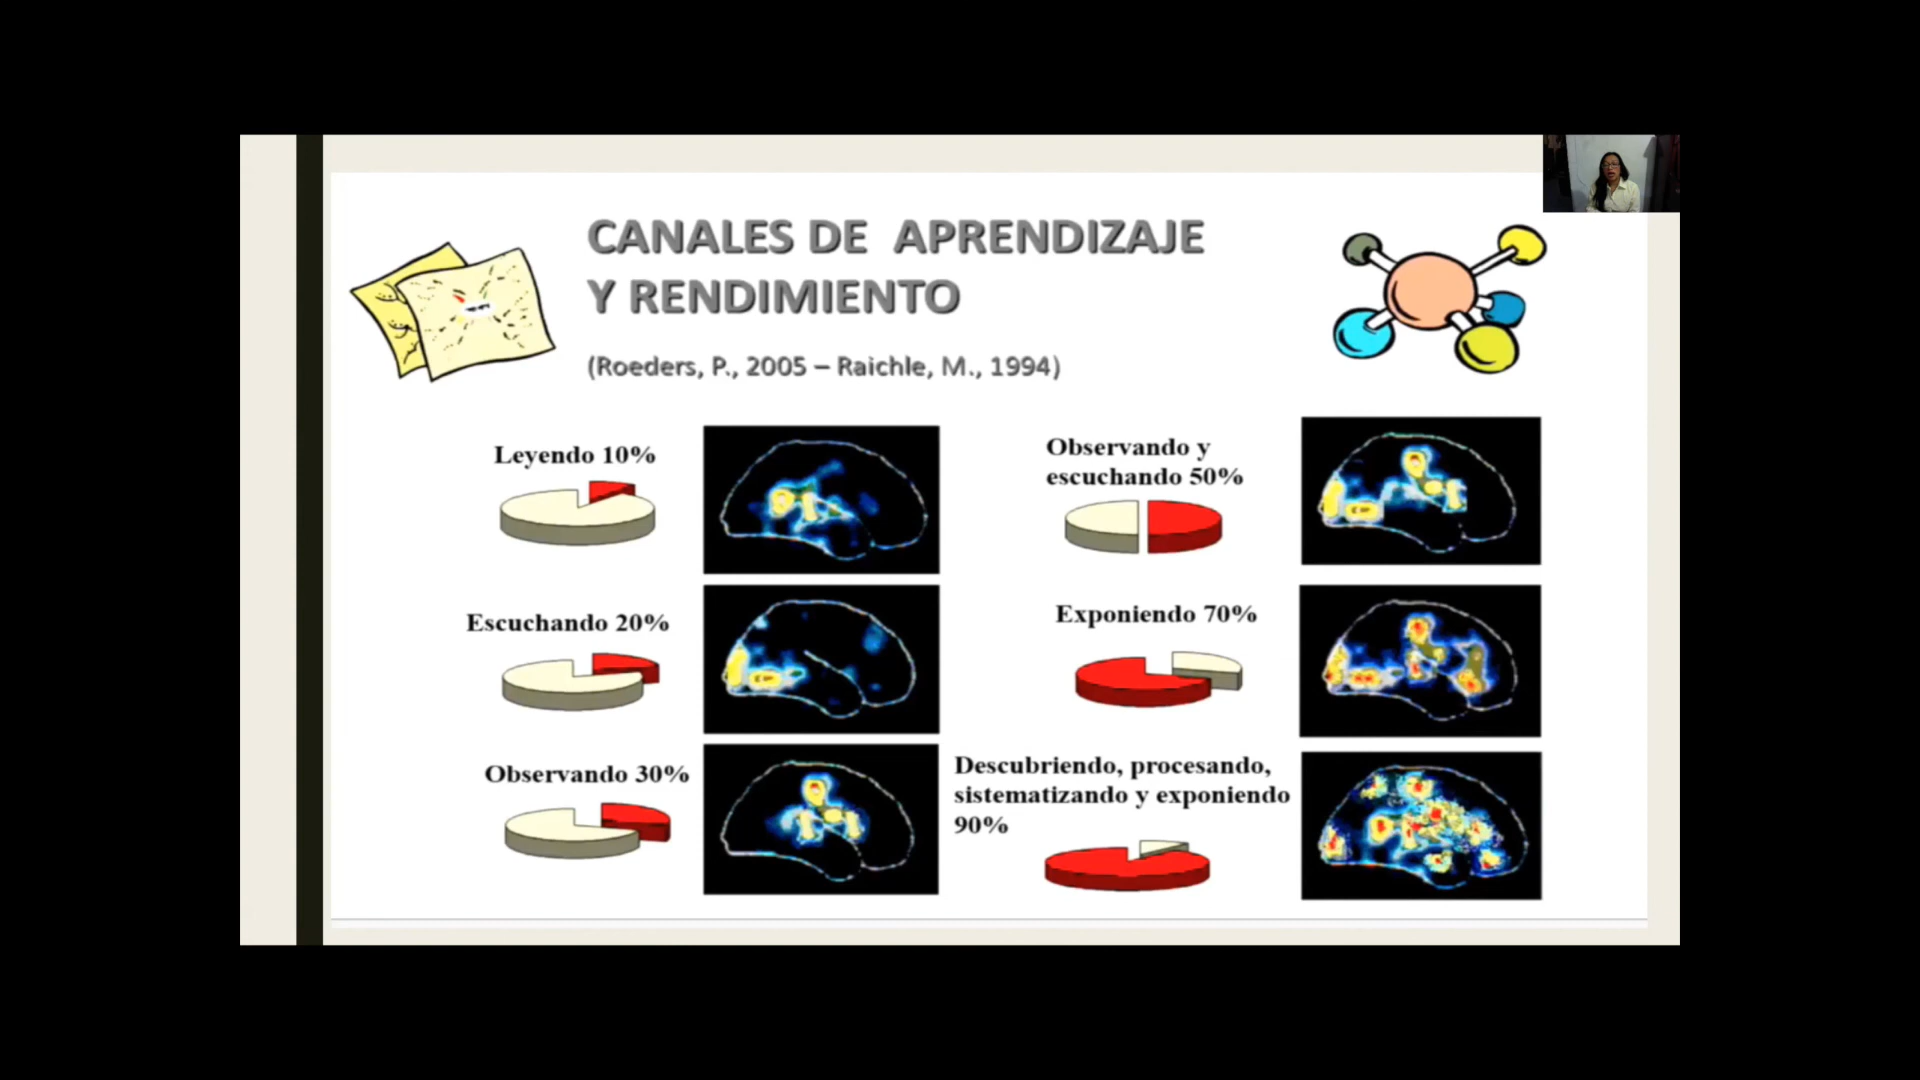 CANALES DE APRENDIZAJE
Y RENDIMIENTO
(Roeders, P., 2005 – Raichle, M., 1994)
Leyendo 10%
Escuchando 20%
Observando 30%
Observando y
escuchando 50%
Exponiendo 70%
Descubriendo, procesando,
sistematizando y exponiendo
90%